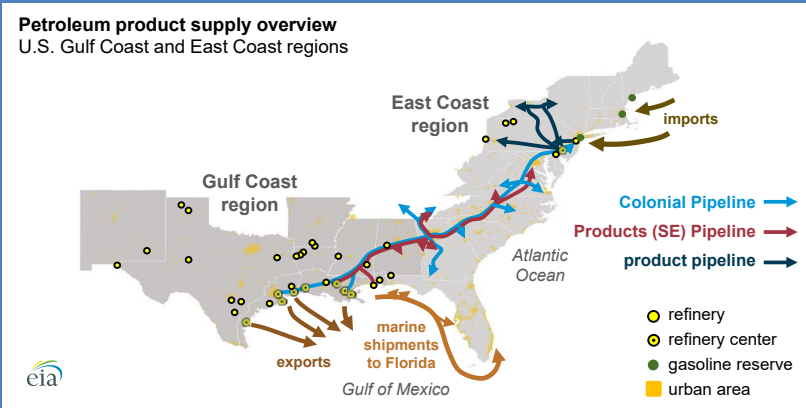 Petroleum product supply overview
U.S. Gulf Coast and East Coast regions
East Coast
region
imports
Gulf Coast
region
Colonial Pipeline
Products (SE) Pipeline
product pipeline
Atlantic
Ocean
refinery
refinery center
gasoline reserve
urban area
marine
shipments
to Florida
exports
Gulf of Mexico
eia